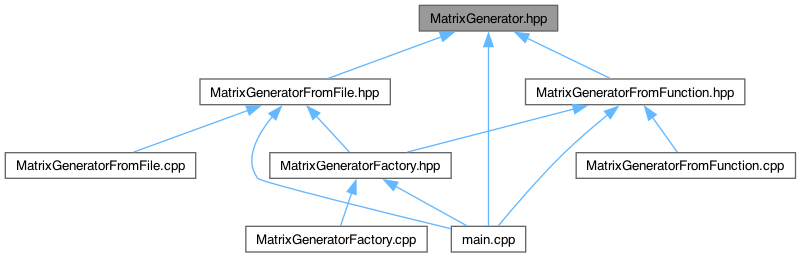 MatrixGenerator.hpp
MatrixGeneratorFromFile.hpp
MatrixGeneratorFromFunction.hpp
MatrixGeneratorFromFile.cpp
MatrixGeneratorFactory.hpp
MatrixGeneratorFromFunction.cpp
MatrixGeneratorFactory.cpp
main.cpp